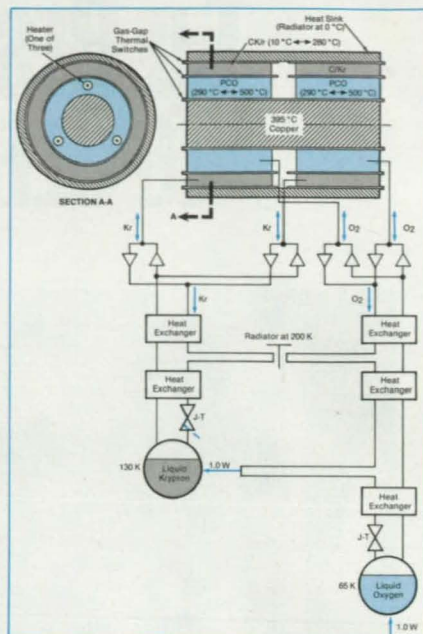 Heater (One of
Three)
SECTION A-A
Gas-Gap
Thermal
Switches
Heat Sink
(Radiator at 0 °C)
(10 °C ↔ 280 °C)
C/Kr
PCO
(290 °C ↔ 500 °C)
PCO
(290 °C ↔ 500 °C)
395 °C
Copper
A
Kr
Kr
O2
O2
Kr
O2
Heat
Exchanger
Heat
Exchanger
Radiator at 200 K
Heat
Exchanger
Heat
Exchanger
J-T
130 K
Liquid
Krypton
1.0 W
Heat
Exchanger
J-T
65 K
Liquid
Oxygen
1.0 W